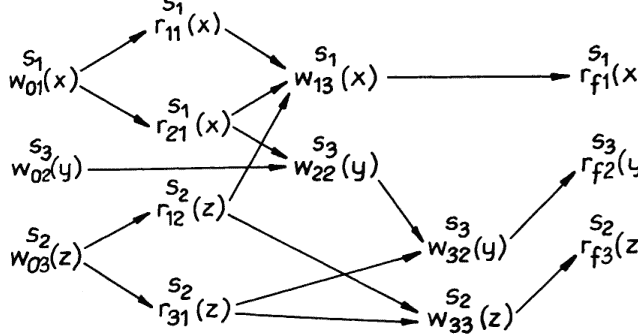 S1
r11(x)
S1
w01(x)
S1
w13(x)
S1
rf1(x
S1
r21(x)
S3
w02(y)
S3
w22(y)
S3
rf2(y
S2
r12(z)
S2
w03(z)
S3
w32(y)
S2
rf3(z
S2
r31(z)
S2
w33(z)